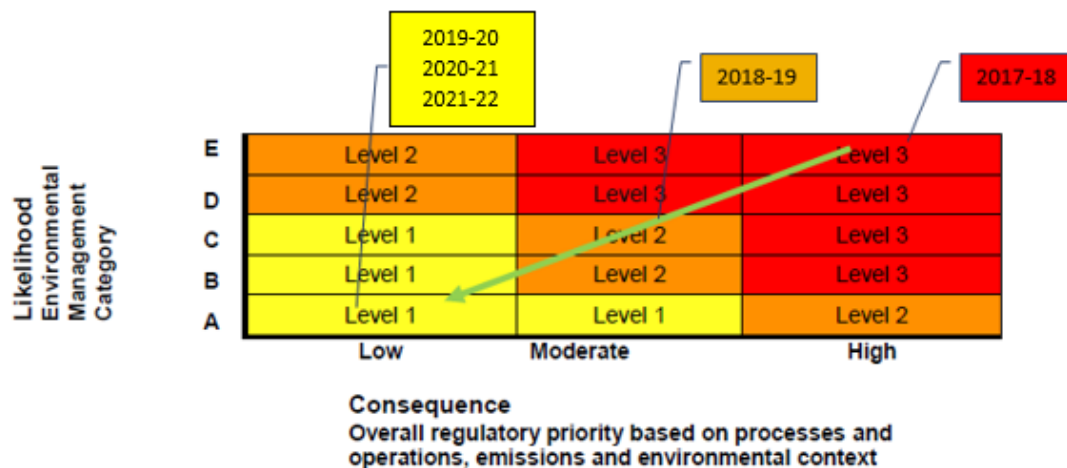 2019-20
2020-21
2021-22
2018-19
2017-18
Likelihood
Environmental
Management
Category
E Level 2 Level 3 Level 3
D Level 2 Level 3 Level 3
C Level 1 Level 2 Level 3
B Level 1 Level 2 Level 3
A Level 1 Level 1 Level 2
Low Moderate High
Consequence
Overall regulatory priority based on processes and
operations, emissions and environmental context